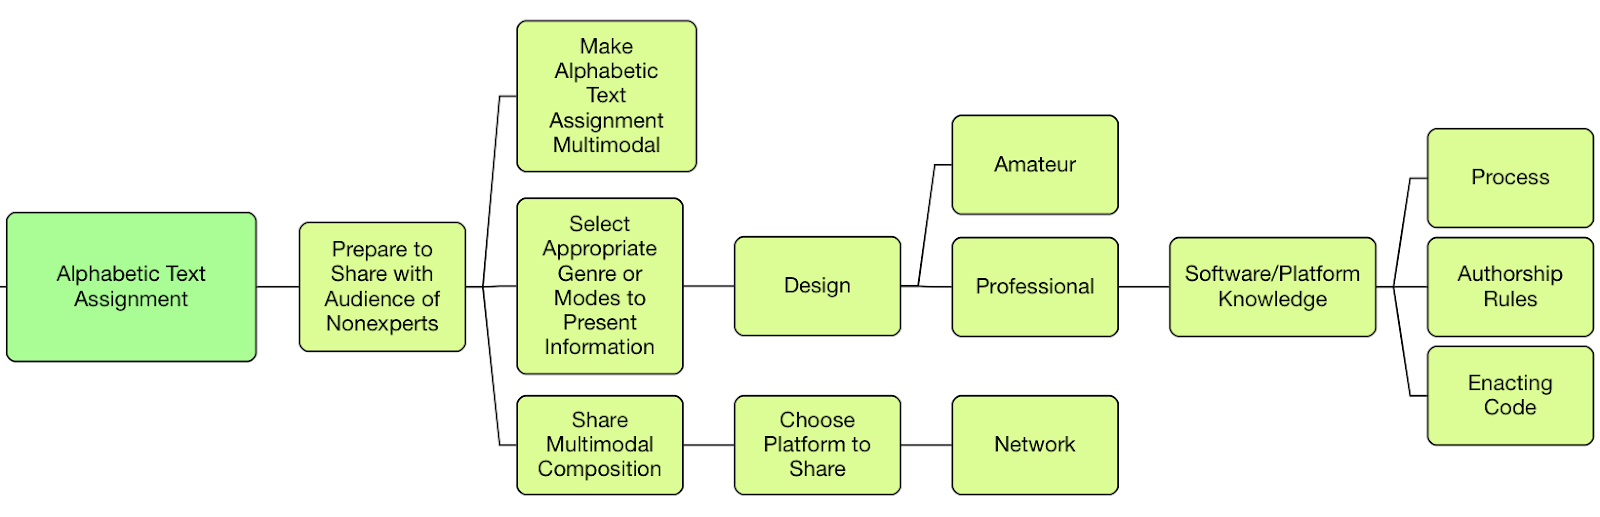 Alphabetic Text
Assignment
Prepare to
Share with
Audience of
Nonexperts
Make
Alphabetic
Text
Assignment
Multimodal
Select
Appropriate
Genre or
Modes to
Present
Information
Share
Multimodal
Composition
Design
Choose
Platform to
Share
Amateur
Professional
Network
Software/Platform
Knowledge
Process
Authorship
Rules
Enacting
Code